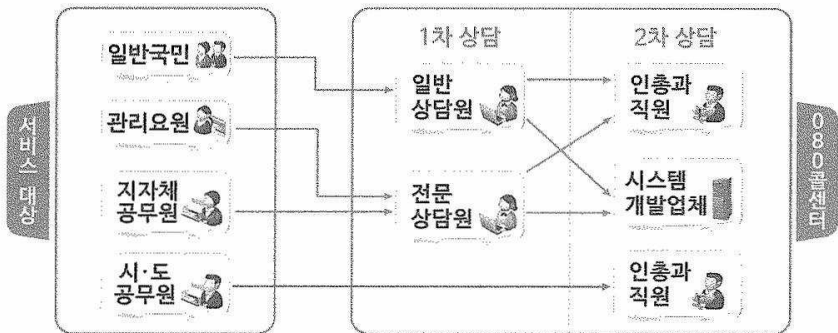 서비스 대상
일반국민
관리요원
지자체
공무원
시·도
공무원
1차 상담
일반
상담원
전문
상담원
2차 상담
인총과
직원
시스템
개발업체
인총과
직원
080콜센터